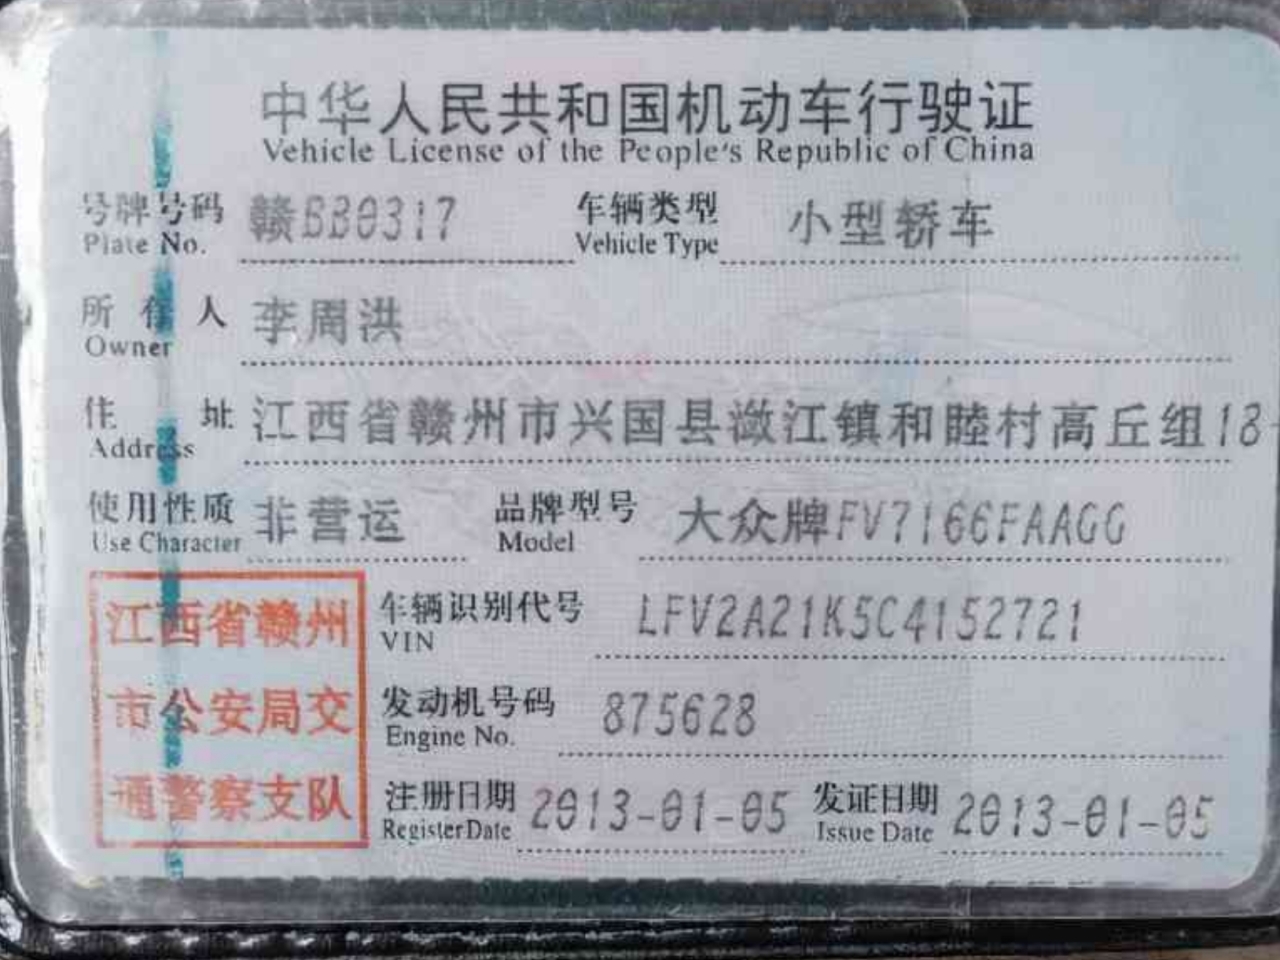 中华人民共和国机动车行驶证
Vehicle License of the People's Republic of China
号牌号码 赣BB0317 车辆类型 小型轿车
Plate No. Vehicle Type
所有人 李周洪
Owner
住址 江西省赣州市兴国县潋江镇和睦村高丘组18-
Address
使用性质 非营运 品牌型号 大众牌FV7166FAAGG
Use Character Model
车辆识别代号 LFV2A21K5C4152721
VIN
发动机号码 875628
Engine No.
注册日期 2013-01-05 发证日期 2013-01-05
Register Date Issue Date
江西省赣州
市公安局交
通警察支队